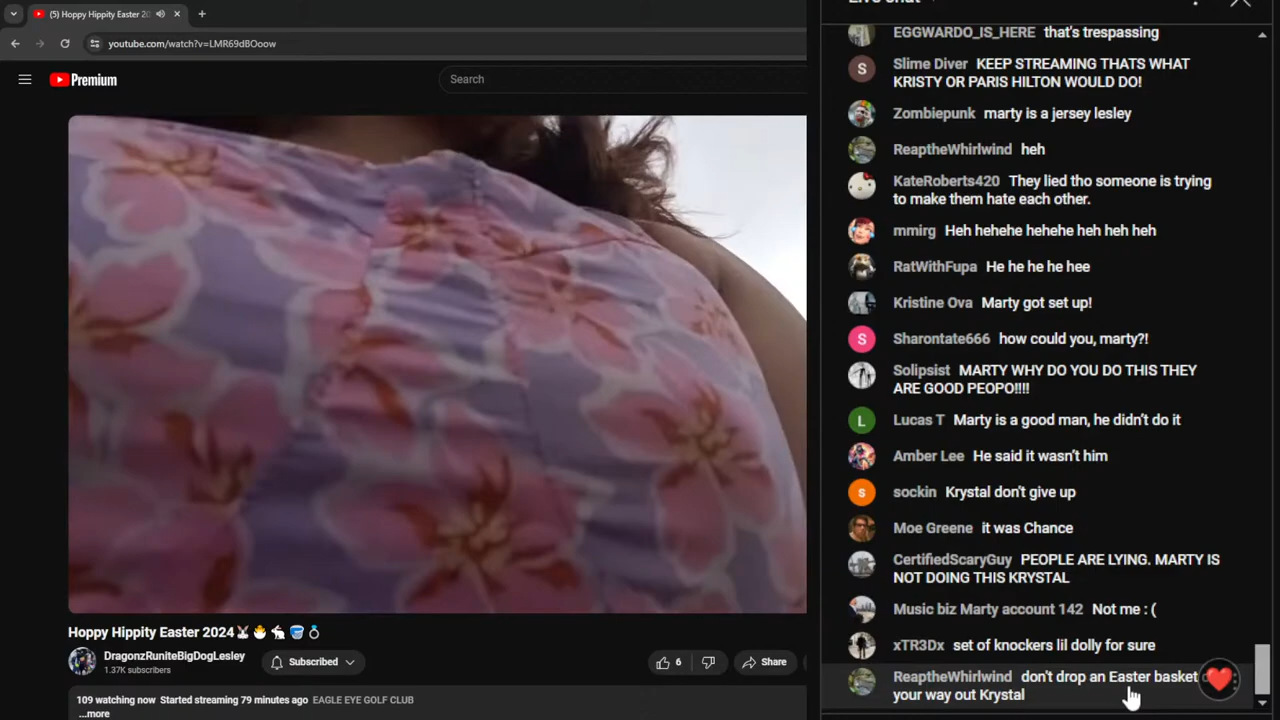 (5) Hoppy Hippity Easter 20
youtube.com/watch?v=LMR69dBOoow
Premium
Search
EGGWARDO_IS_HERE that's trespassing
Slime Diver KEEP STREAMING THATS WHAT
KRISTY OR PARIS HILTON WOULD DO!
Zombiepunk marty is a jersey lesley
ReaptheWhirlwind heh
KateRoberts420 They lied tho someone is trying
to make them hate each other.
mmirg Heh hehehe hehehe heh heh heh
RatWithFupa He he he he hee
Kristine Ova Marty got set up!
S Sharontate666 how could you, marty?!
Solipsist MARTY WHY DO YOU DO THIS THEY
ARE GOOD PEOPO!!!!
L Lucas T Marty is a good man, he didn't do it
Amber Lee He said it wasn't him
s sockin Krystal don't give up
Moe Greene it was Chance
CertifiedScaryGuy PEOPLE ARE LYING. MARTY IS
NOT DOING THIS KRYSTAL
Music biz Marty account 142 Not me : (
xTR3Dx set of knockers lil dolly for sure
ReaptheWhirlwind don't drop an Easter basket
your way out Krystal
Hoppy Hippity Easter 2024
DragonzRuniteBigDogLesley
1.37K subscribers
Subscribed
6
Share
109 watching now Started streaming 79 minutes ago EAGLE EYE GOLF CLUB
...more